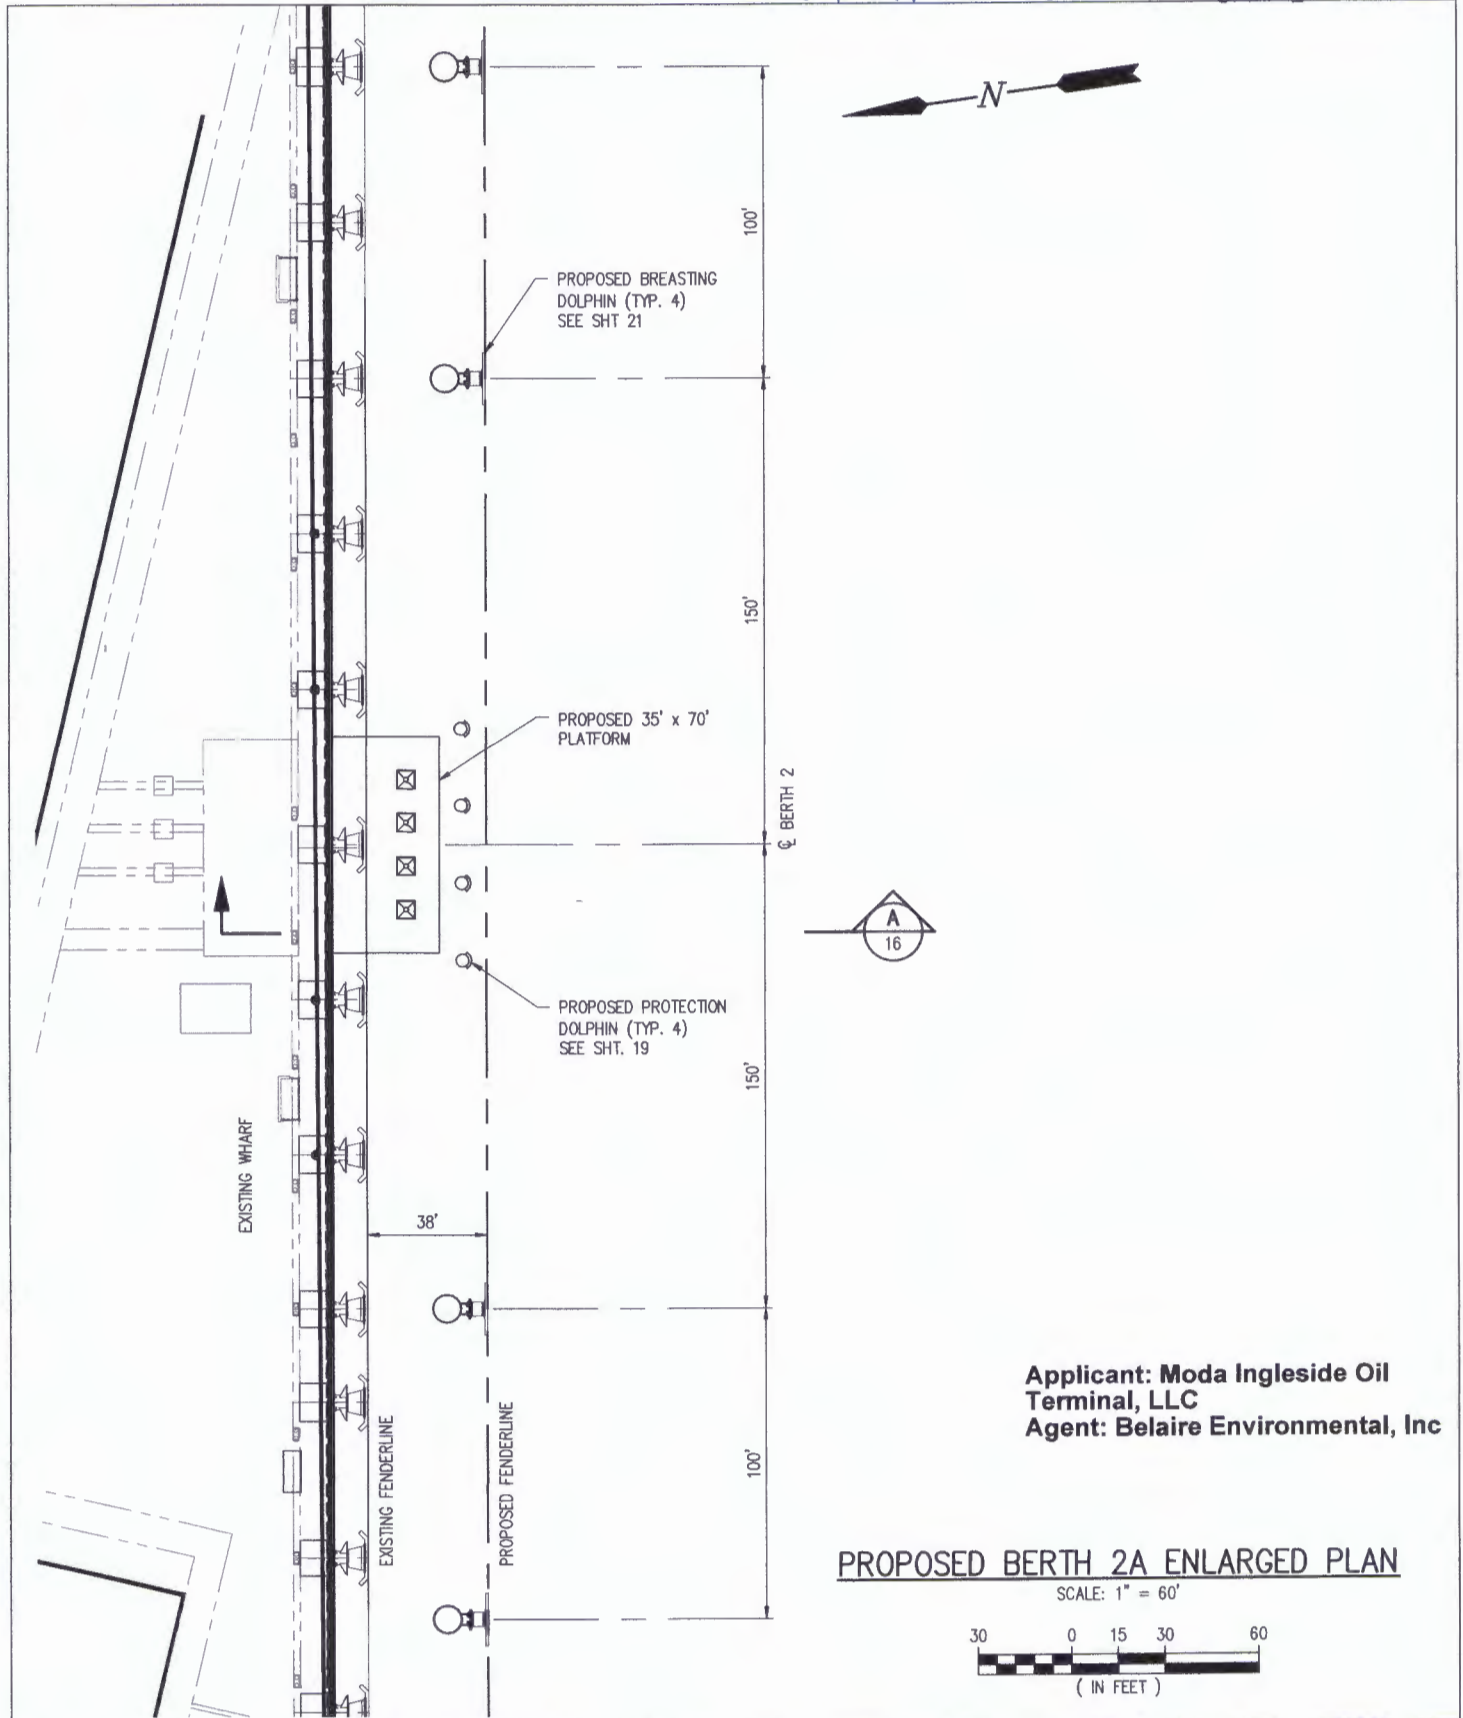 N
100'
PROPOSED BREASTING
DOLPHIN (TYP. 4)
SEE SHT 21
150'
PROPOSED 35' x 70'
PLATFORM
℄ BERTH 2
A
16
PROPOSED PROTECTION
DOLPHIN (TYP. 4)
SEE SHT. 19
150'
EXISTING WHARF
38'
EXISTING FENDERLINE
PROPOSED FENDERLINE
100'
Applicant: Moda Ingleside Oil
Terminal, LLC
Agent: Belaire Environmental, Inc
PROPOSED BERTH 2A ENLARGED PLAN
SCALE: 1" = 60'
30 0 15 30 60
( IN FEET )